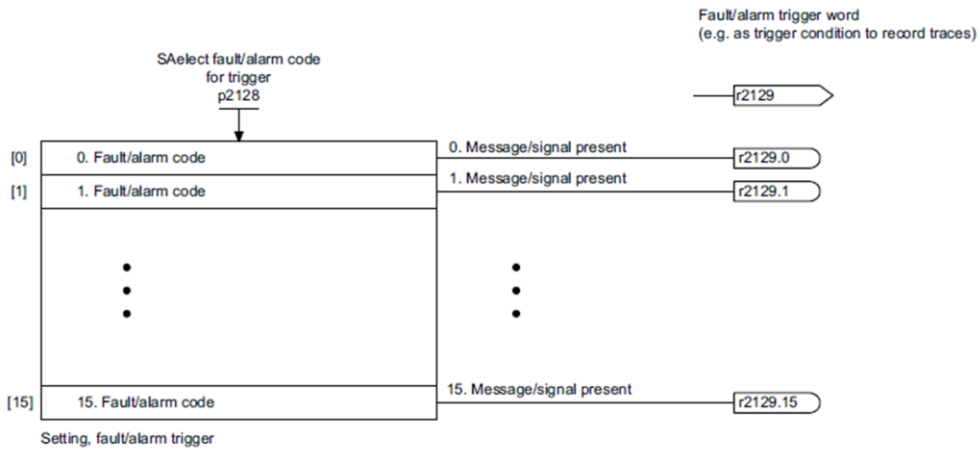 Fault/alarm trigger word
(e.g. as trigger condition to record traces)
SAelect fault/alarm code
for trigger
p2128
r2129
[0] 0. Fault/alarm code 0. Message/signal present r2129.0
[1] 1. Fault/alarm code 1. Message/signal present r2129.1
[15] 15. Fault/alarm code 15. Message/signal present r2129.15
Setting, fault/alarm trigger